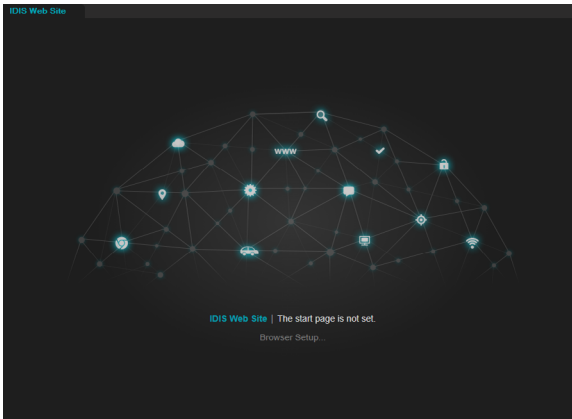 IDIS Web Site
www
IDIS Web Site | The start page is not set.
Browser Setup...